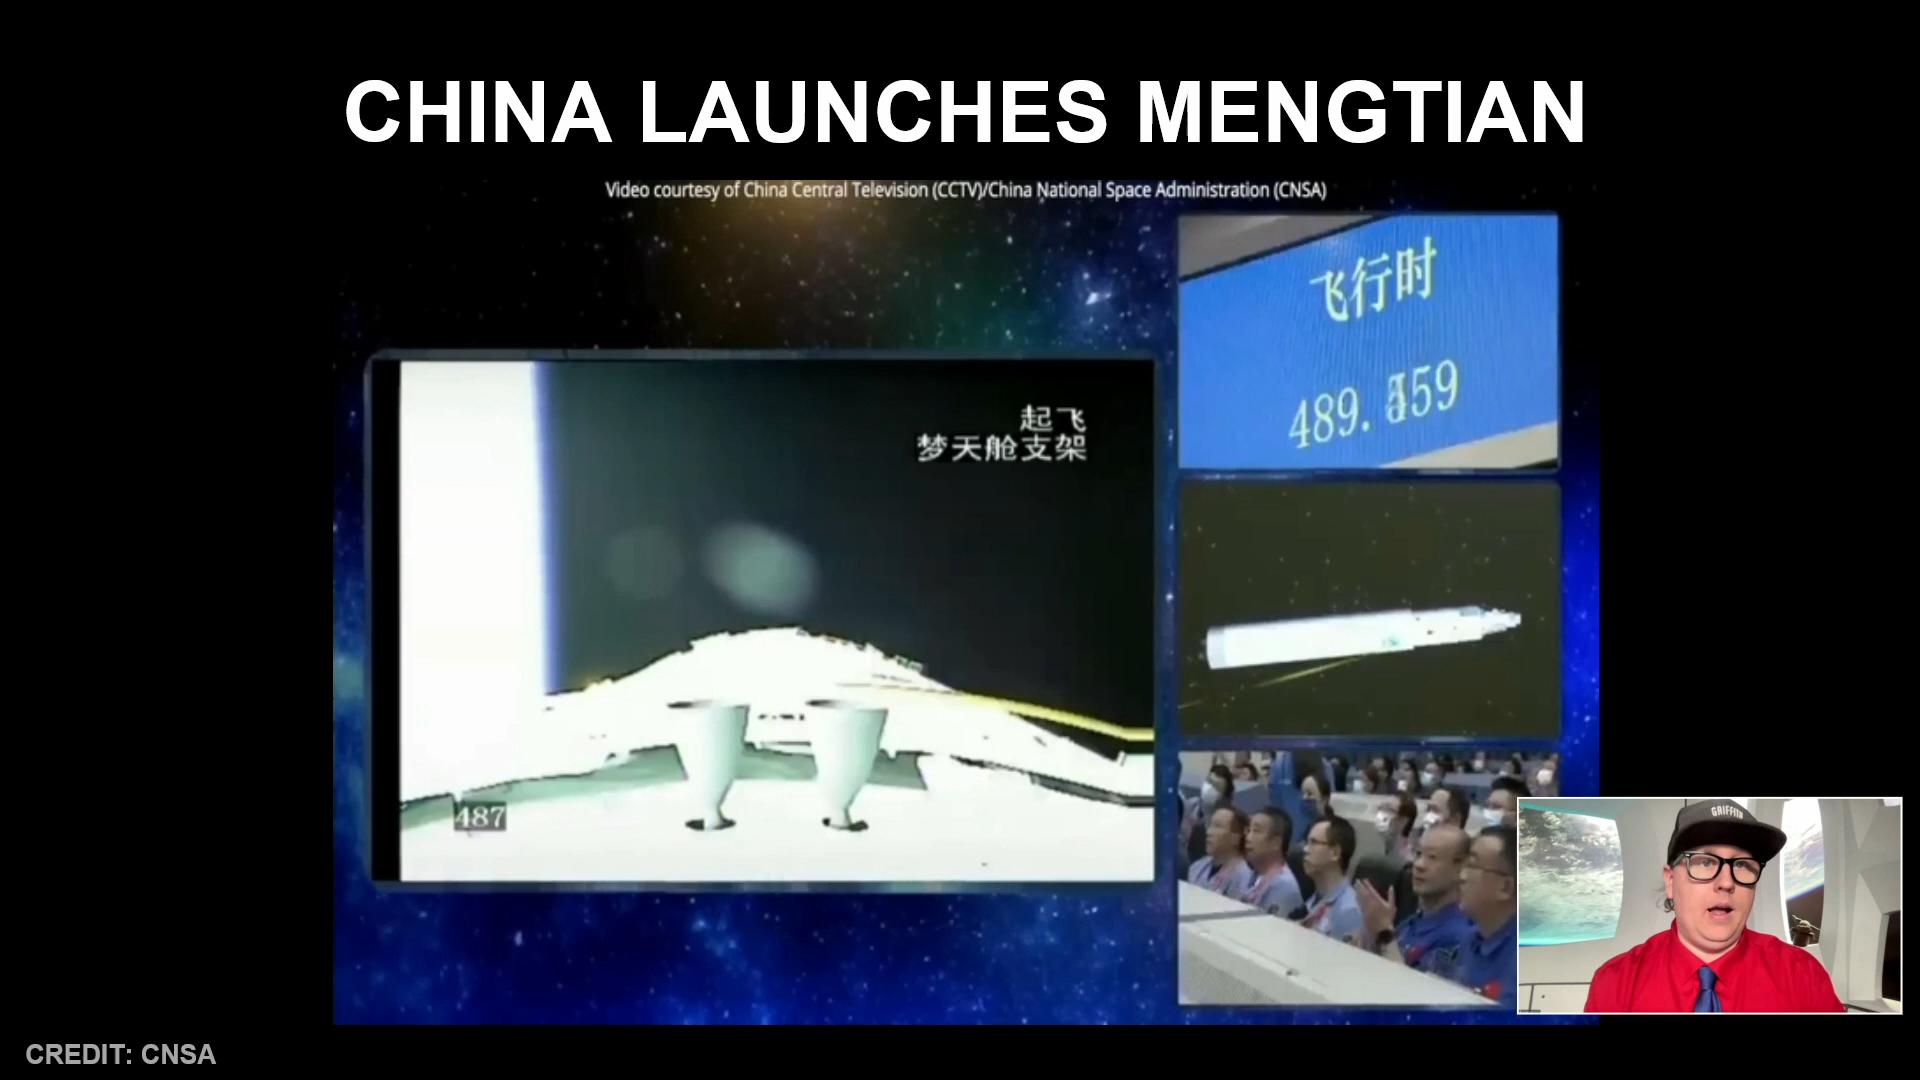 CHINA LAUNCHES MENGTIAN
Video courtesy of China Central Television (CCTV)/China National Space Administration (CNSA)
飞行时
起飞
梦天舱支架
487
GRIFFITH
CREDIT: CNSA